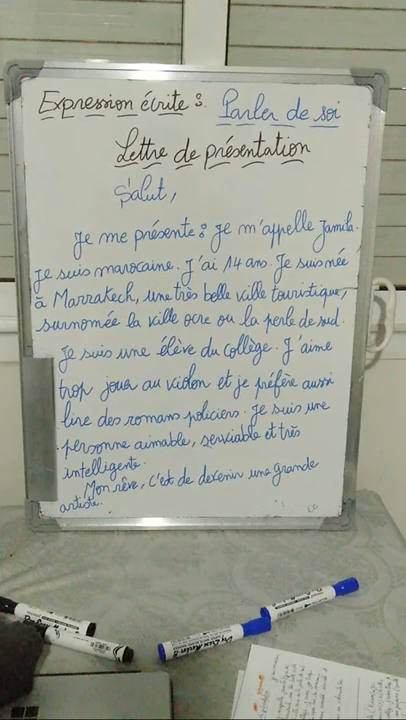 Expression écrite : Parler de soi
Lettre de présentation
Salut,
Je me présente : Je m'appelle Jamila.
Je suis marocaine. J'ai 14 ans. Je suis née
à Marrakech, une très belle ville touristique,
surnomée la ville ocre ou la perle de sud.
Je suis une élève du collège. J'aime
trop jouer au violon et je préfère aussi
lire des romans policiers. Je suis une
personne aimable, serviable et très
intelligente.
Mon rêve, c'est de devenir une grande
artiste.